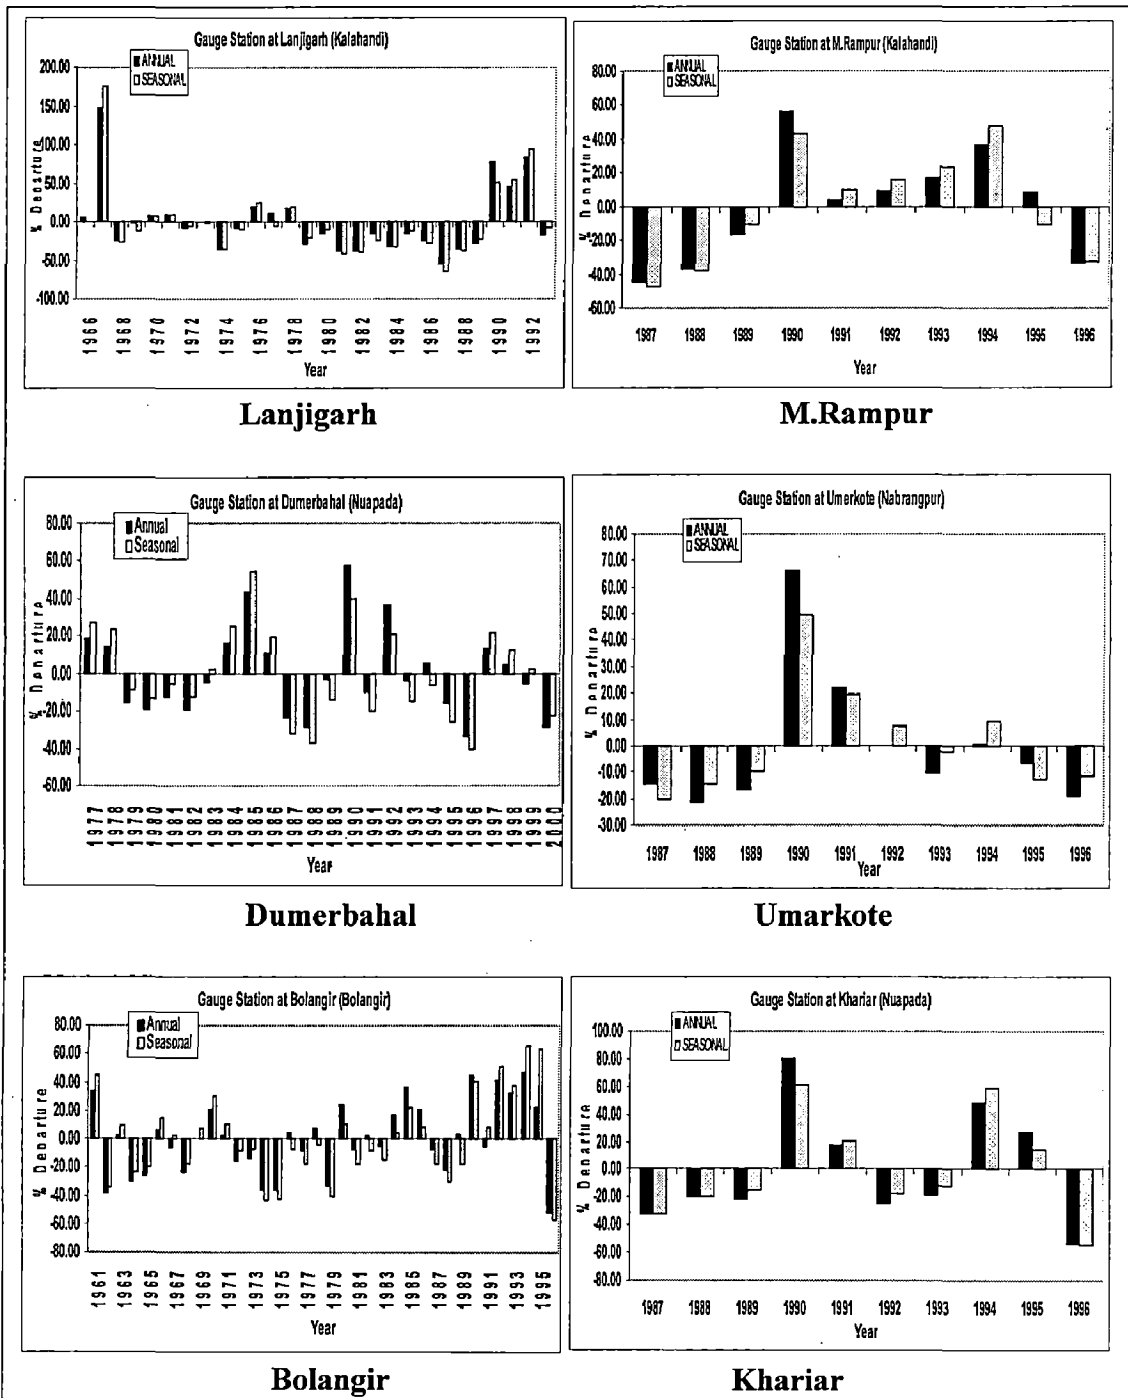 Gauge Station at Lanjigarh (Kalahandi)
ANNUAL
SEASONAL
200.00
150.00
100.00
50.00
0.00
-50.00
-100.00
% Departure
1966
1968
1970
1972
1974
1976
1978
1980
1982
1984
1986
1988
1990
1992
Year
Lanjigarh
Gauge Station at M.Rampur (Kalahandi)
ANNUAL
SEASONAL
80.00
60.00
40.00
20.00
0.00
-20.00
-40.00
-60.00
% Departure
1987 1988 1989 1990 1991 1992 1993 1994 1995 1996
Year
M.Rampur
Gauge Station at Dumerbahal (Nuapada)
Annual
Seasonal
80.00
60.00
40.00
20.00
0.00
-20.00
-40.00
-60.00
% Departure
1977
1978
1979
1980
1981
1982
1983
1984
1985
1986
1987
1988
1989
1990
1991
1992
1993
1994
1995
1996
1997
1998
1999
2000
Year
Dumerbahal
Gauge Station at Umerkote (Nabrangpur)
ANNUAL
SEASONAL
80.00
70.00
60.00
50.00
40.00
30.00
20.00
10.00
0.00
-10.00
-20.00
-30.00
% Departure
1987 1988 1989 1990 1991 1992 1993 1994 1995 1996
Year
Umarkote
Gauge Station at Bolangir (Bolangir)
Annual
Seasonal
80.00
60.00
40.00
20.00
0.00
-20.00
-40.00
-60.00
-80.00
% Departure
1961
1963
1965
1967
1969
1971
1973
1975
1977
1979
1981
1983
1985
1987
1989
1991
1993
1995
Year
Bolangir
Gauge Station at Khariar (Nuapada)
ANNUAL
SEASONAL
100.00
80.00
60.00
40.00
20.00
0.00
-20.00
-40.00
-60.00
-80.00
% Departure
1987 1988 1989 1990 1991 1992 1993 1994 1995 1996
Year
Khariar